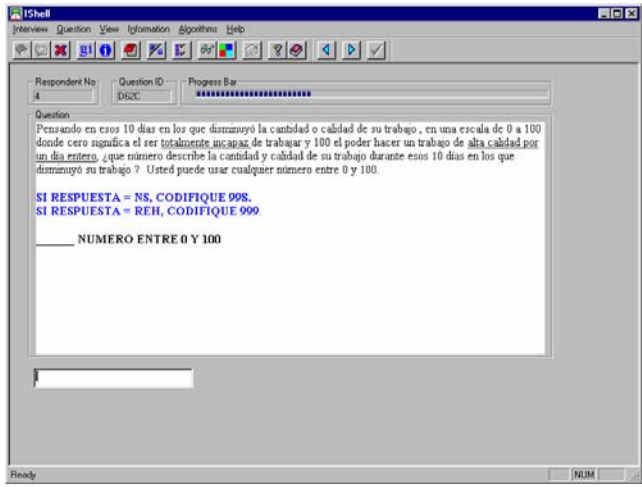 IShell
Interview Question View Information Algorithms Help
gi
Respondent No
Question ID
Progress Bar
4
D62C
Question
Pensando en esos 10 días en los que disminuyó la cantidad o calidad de su trabajo , en una escala de 0 a 100
donde cero significa el ser totalmente incapaz de trabajar y 100 el poder hacer un trabajo de alta calidad por
un día entero, ¿que número describe la cantidad y calidad de su trabajo durante esos 10 días en los que
disminuyó su trabajo ? Usted puede usar cualquier número entre 0 y 100.
SI RESPUESTA = NS, CODIFIQUE 998.
SI RESPUESTA = REH, CODIFIQUE 999.
______ NUMERO ENTRE 0 Y 100
Ready
NUM